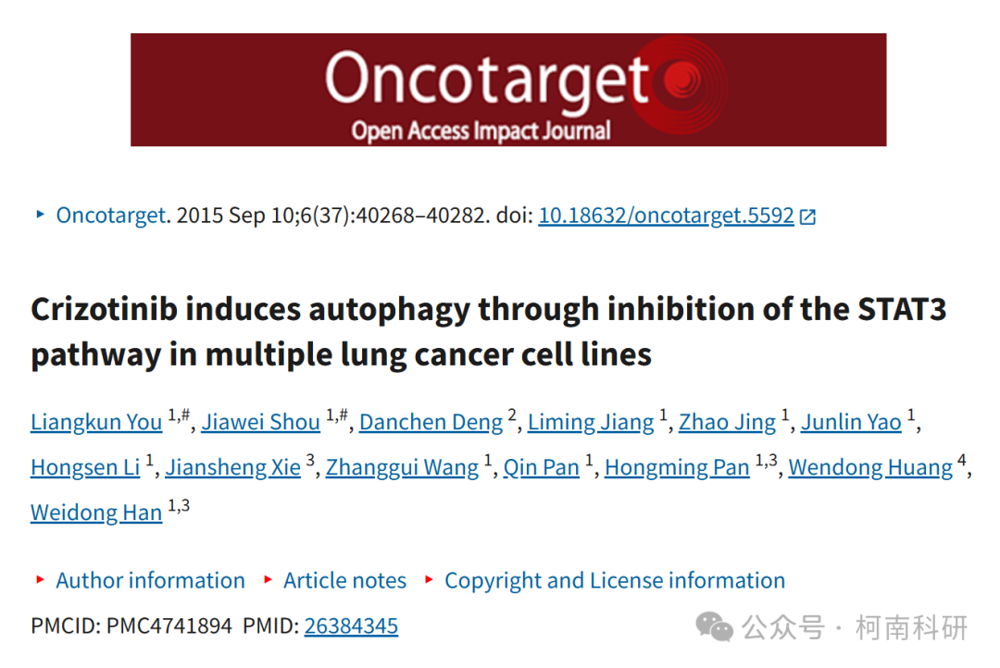 Oncotarget
Open Access Impact Journal
Oncotarget. 2015 Sep 10;6(37):40268–40282. doi: 10.18632/oncotarget.5592
Crizotinib induces autophagy through inhibition of the STAT3
pathway in multiple lung cancer cell lines
Liangkun You 1,#, Jiawei Shou 1,#, Danchen Deng 2, Liming Jiang 1, Zhao Jing 1, Junlin Yao 1,
Hongsen Li 1, Jiansheng Xie 3, Zhanggui Wang 1, Qin Pan 1, Hongming Pan 1,3, Wendong Huang 4,
Weidong Han 1,3
Author information Article notes Copyright and License information
PMCID: PMC4741894 PMID: 26384345
公众号 · 柯南科研